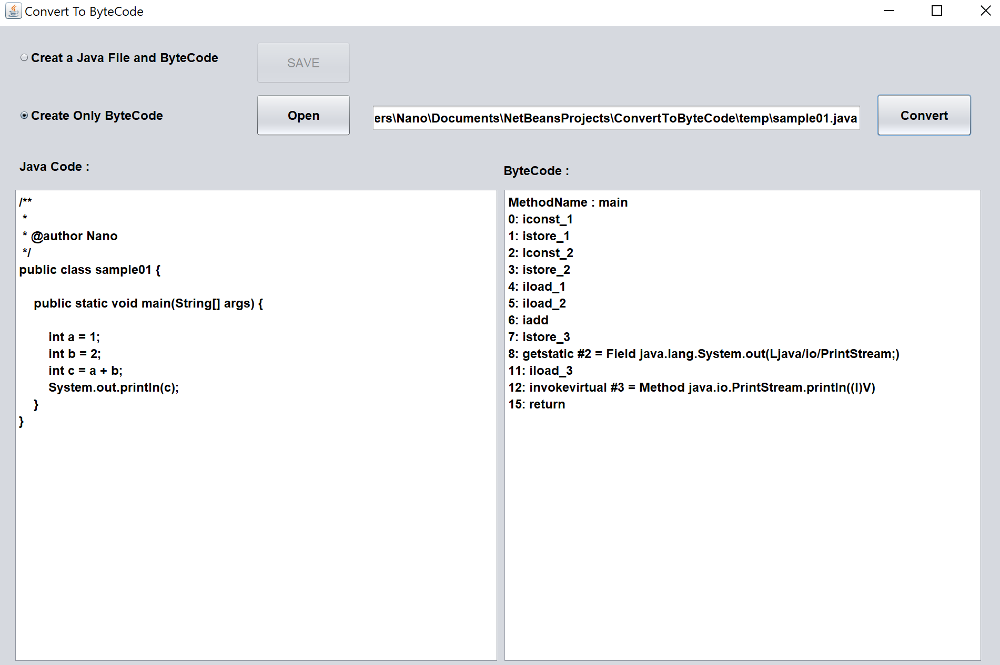 Convert To ByteCode
Creat a Java File and ByteCode
SAVE
Create Only ByteCode
Open
ers\Nano\Documents\NetBeansProjects\ConvertToByteCode\temp\sample01.java
Convert
Java Code :
/**
 *
 * @author Nano
 */
public class sample01 {
    public static void main(String[] args) {
        int a = 1;
        int b = 2;
        int c = a + b;
        System.out.println(c);
    }
}
ByteCode :
MethodName : main
0: iconst_1
1: istore_1
2: iconst_2
3: istore_2
4: iload_1
5: iload_2
6: iadd
7: istore_3
8: getstatic #2 = Field java.lang.System.out(Ljava/io/PrintStream;)
11: iload_3
12: invokevirtual #3 = Method java.io.PrintStream.println((I)V)
15: return